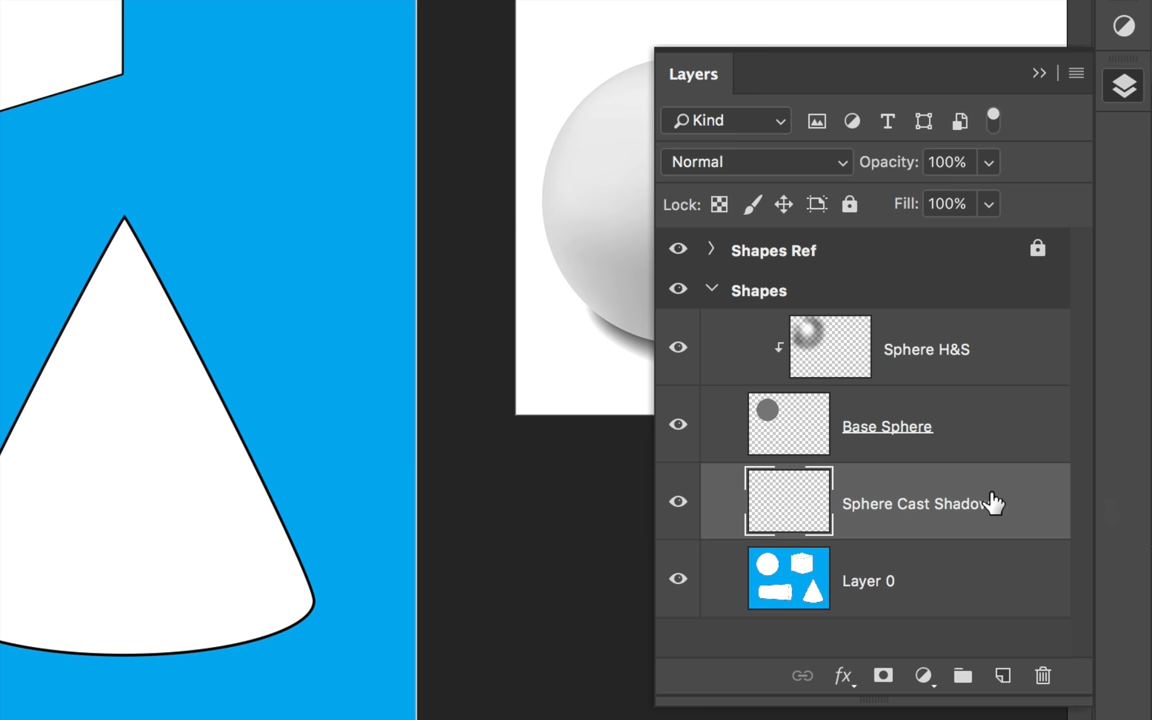 Layers
Kind
Normal
Opacity: 100%
Lock:
Fill: 100%
Shapes Ref
Shapes
Sphere H&S
Base Sphere
Sphere Cast Shadow
Layer 0
fx